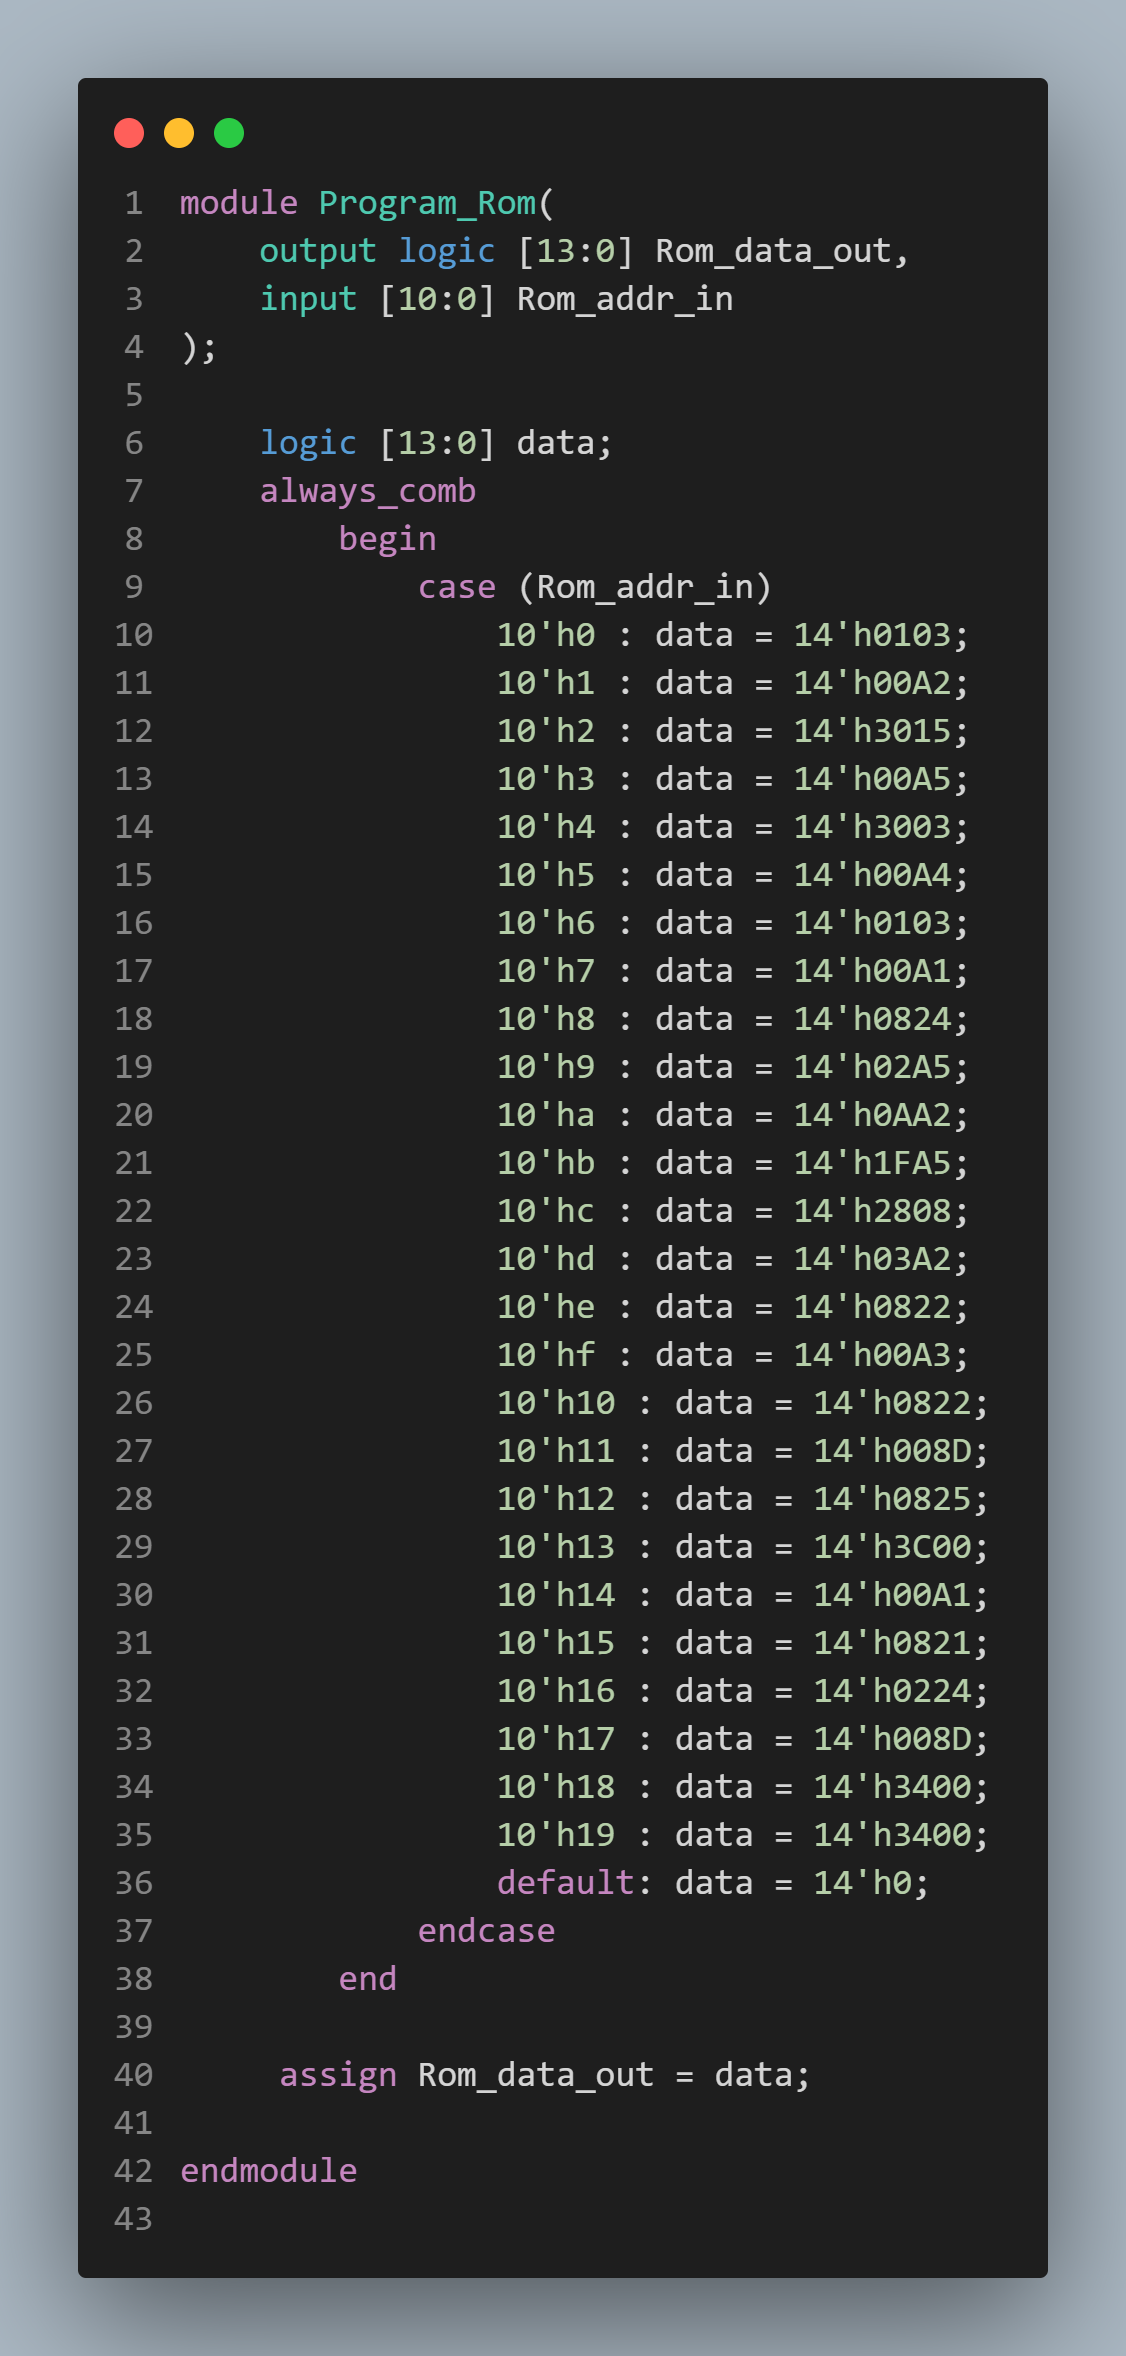 1 module Program_Rom(
2     output logic [13:0] Rom_data_out,
3     input [10:0] Rom_addr_in
4 );
5
6     logic [13:0] data;
7     always_comb
8         begin
9             case (Rom_addr_in)
10                 10'h0 : data = 14'h0103;
11                 10'h1 : data = 14'h00A2;
12                 10'h2 : data = 14'h3015;
13                 10'h3 : data = 14'h00A5;
14                 10'h4 : data = 14'h3003;
15                 10'h5 : data = 14'h00A4;
16                 10'h6 : data = 14'h0103;
17                 10'h7 : data = 14'h00A1;
18                 10'h8 : data = 14'h0824;
19                 10'h9 : data = 14'h02A5;
20                 10'ha : data = 14'h0AA2;
21                 10'hb : data = 14'h1FA5;
22                 10'hc : data = 14'h2808;
23                 10'hd : data = 14'h03A2;
24                 10'he : data = 14'h0822;
25                 10'hf : data = 14'h00A3;
26                 10'h10 : data = 14'h0822;
27                 10'h11 : data = 14'h008D;
28                 10'h12 : data = 14'h0825;
29                 10'h13 : data = 14'h3C00;
30                 10'h14 : data = 14'h00A1;
31                 10'h15 : data = 14'h0821;
32                 10'h16 : data = 14'h0224;
33                 10'h17 : data = 14'h008D;
34                 10'h18 : data = 14'h3400;
35                 10'h19 : data = 14'h3400;
36                 default: data = 14'h0;
37             endcase
38         end
39
40      assign Rom_data_out = data;
41
42 endmodule
43